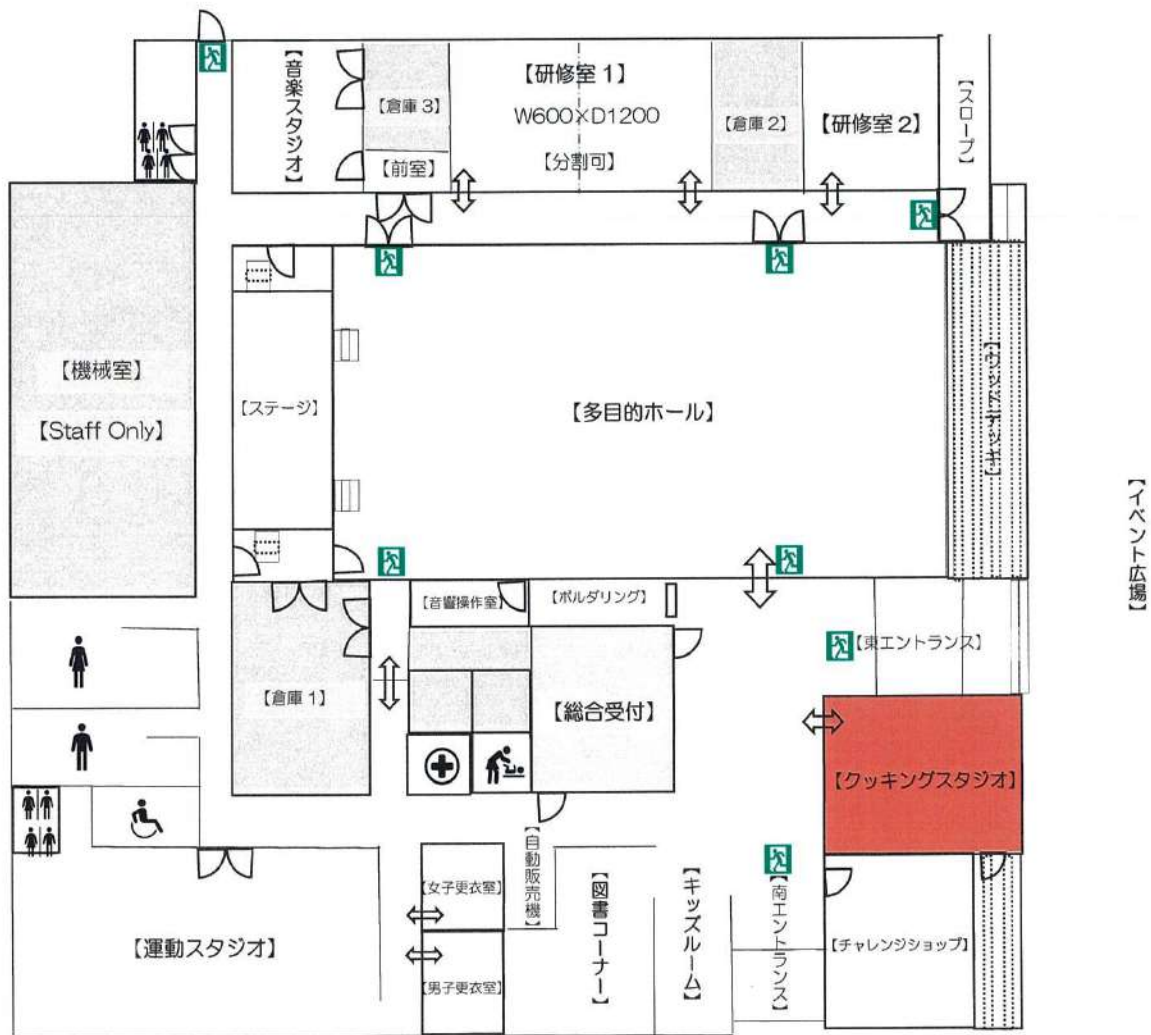 【音楽スタジオ】
【倉庫 3】
【前室】
【研修室 1】
W600×D1200
【分割可】
【倉庫 2】
【研修室 2】
【スロープ】
【機械室】
【Staff Only】
【ステージ】
【多目的ホール】
【ウッドデッキ】
【イベント広場】
【音響操作室】
【ボルダリング】
【東エントランス】
【倉庫 1】
【総合受付】
【クッキングスタジオ】
【自動販売機】
【女子更衣室】
【図書コーナー】
【キッズルーム】
【南エントランス】
【運動スタジオ】
【男子更衣室】
【チャレンジショップ】